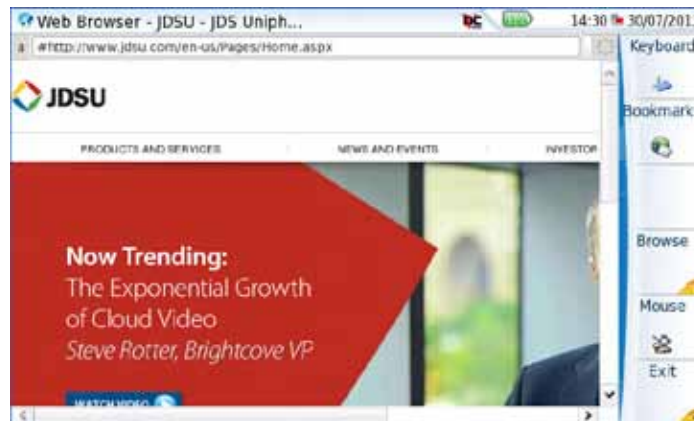 Web Browser - JDSU - JDS Uniph...
DC
14:30
30/07/201
#http://www.jdsu.com/en-us/Pages/Home.aspx
Keyboard
JDSU
Bookmark
PRODUCTS AND SERVICES
NEWS AND EVENTS
INVESTOR
Browse
Now Trending:
The Exponential Growth
of Cloud Video
Steve Rotter, Brightcove VP
Mouse
Exit
WATCH VIDEO